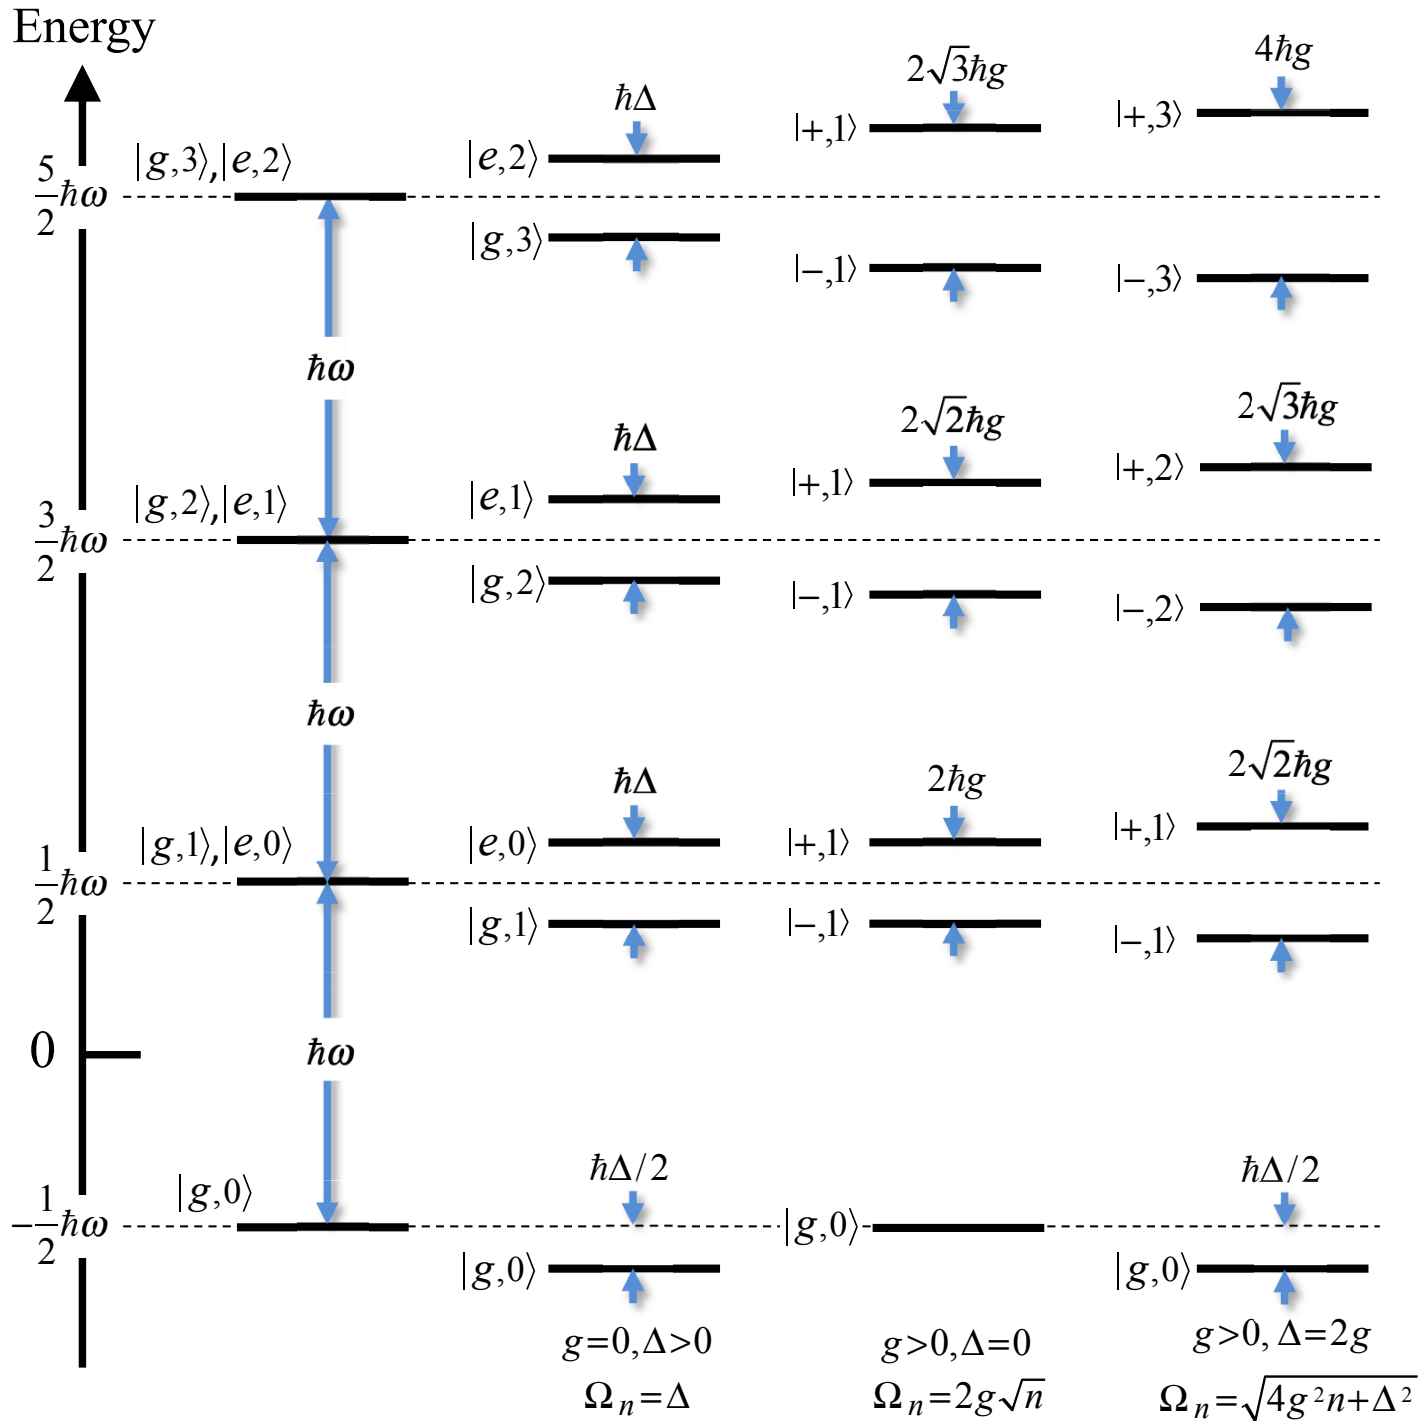 Energy
4ħg
2√3ħg
ħΔ
|+,3⟩
|+,1⟩
|g,3⟩,|e,2⟩
|e,2⟩
5/2 ħω
|g,3⟩
|−,1⟩
|−,3⟩
ħω
2√3ħg
2√2ħg
ħΔ
|+,2⟩
|+,1⟩
|g,2⟩,|e,1⟩
|e,1⟩
3/2 ħω
|g,2⟩
|−,1⟩
|−,2⟩
ħω
2√2ħg
ħΔ
2ħg
|+,1⟩
|g,1⟩,|e,0⟩
|e,0⟩
|+,1⟩
1/2 ħω
|g,1⟩
|−,1⟩
|−,1⟩
0
ħω
ħΔ/2
ħΔ/2
|g,0⟩
−1/2 ħω
|g,0⟩
|g,0⟩
|g,0⟩
g=0,Δ>0
g>0,Δ=0
g>0,Δ=2g
Ωn=Δ
Ωn=2g√n
Ωn=√4g²n+Δ²